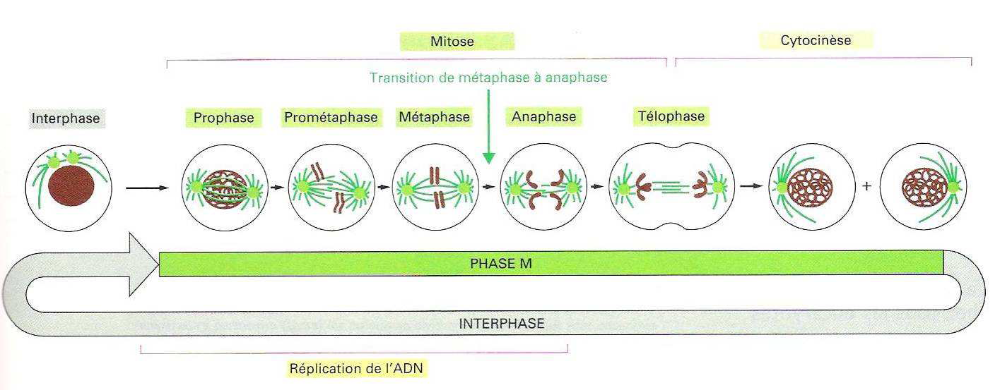 Mitose
Cytocinèse
Transition de métaphase à anaphase
Interphase
Prophase
Prométaphase
Métaphase
Anaphase
Télophase
+
PHASE M
INTERPHASE
Réplication de l'ADN